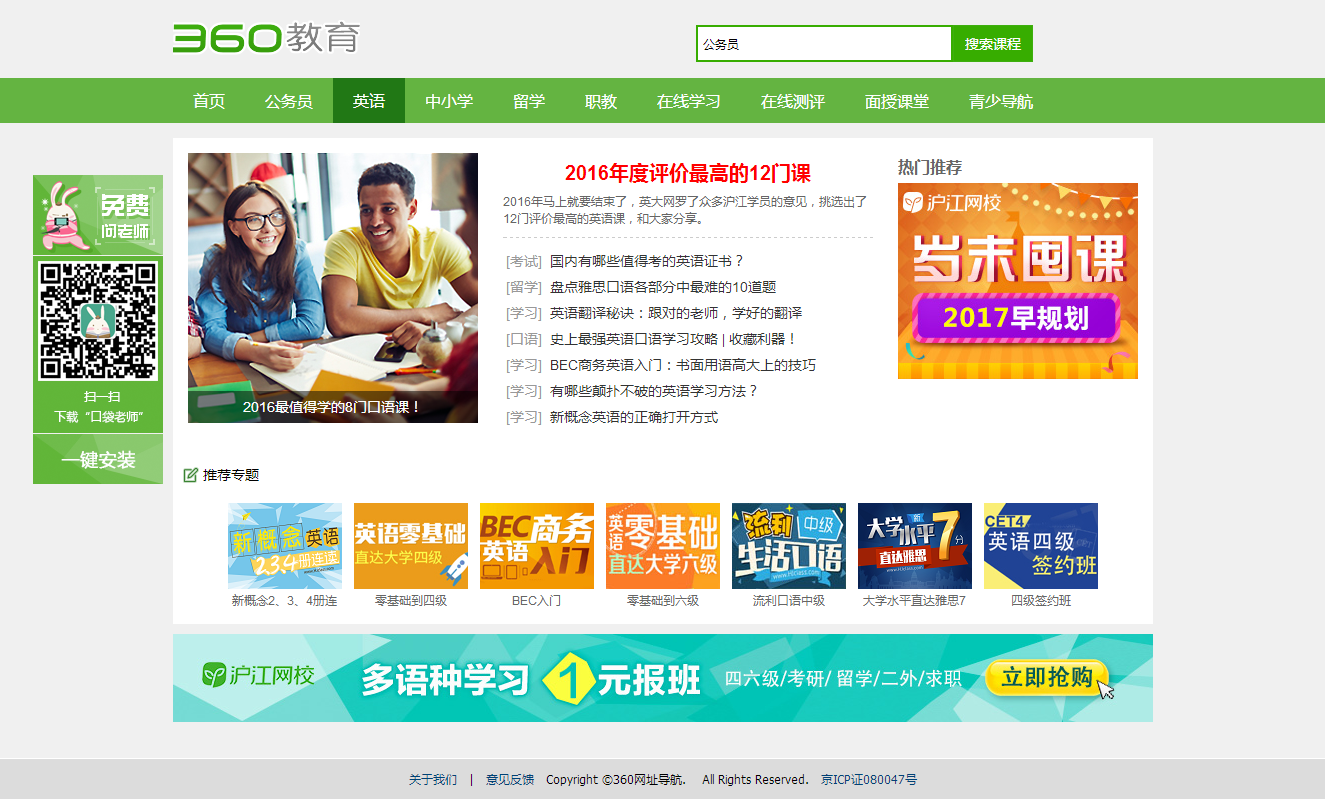 360教育
公务员
搜索课程
首页 公务员 英语 中小学 留学 职教 在线学习 在线测评 面授课堂 青少导航
免费
问老师
扫一扫
下载“口袋老师”
一键安装
2016最值得学的8门口语课！
2016年度评价最高的12门课
2016年马上就要结束了，英大网罗了众多沪江学员的意见，挑选出了
12门评价最高的英语课，和大家分享。
[考试] 国内有哪些值得考的英语证书？
[留学] 盘点雅思口语各部分中最难的10道题
[学习] 英语翻译秘诀：跟对的老师，学好的翻译
[口语] 史上最强英语口语学习攻略 | 收藏利器！
[学习] BEC商务英语入门：书面用语高大上的技巧
[学习] 有哪些颠扑不破的英语学习方法？
[学习] 新概念英语的正确打开方式
热门推荐
沪江网校
岁末囤课
2017早规划
推荐专题
新概念英语
2.3.4册连读
新概念2、3、4册连
英语零基础
直达大学四级
零基础到四级
BEC商务
英语入门
BEC入门
英语零基础
直达大学六级
零基础到六级
流利中级
生活口语
流利口语中级
大学新水平7分
直达雅思
大学水平直达雅思7
CET4
英语四级
签约班
四级签约班
沪江网校 多语种学习 1元报班 四六级/考研/ 留学/二外/求职 立即抢购
关于我们 | 意见反馈 Copyright ©360网址导航. All Rights Reserved. 京ICP证080047号